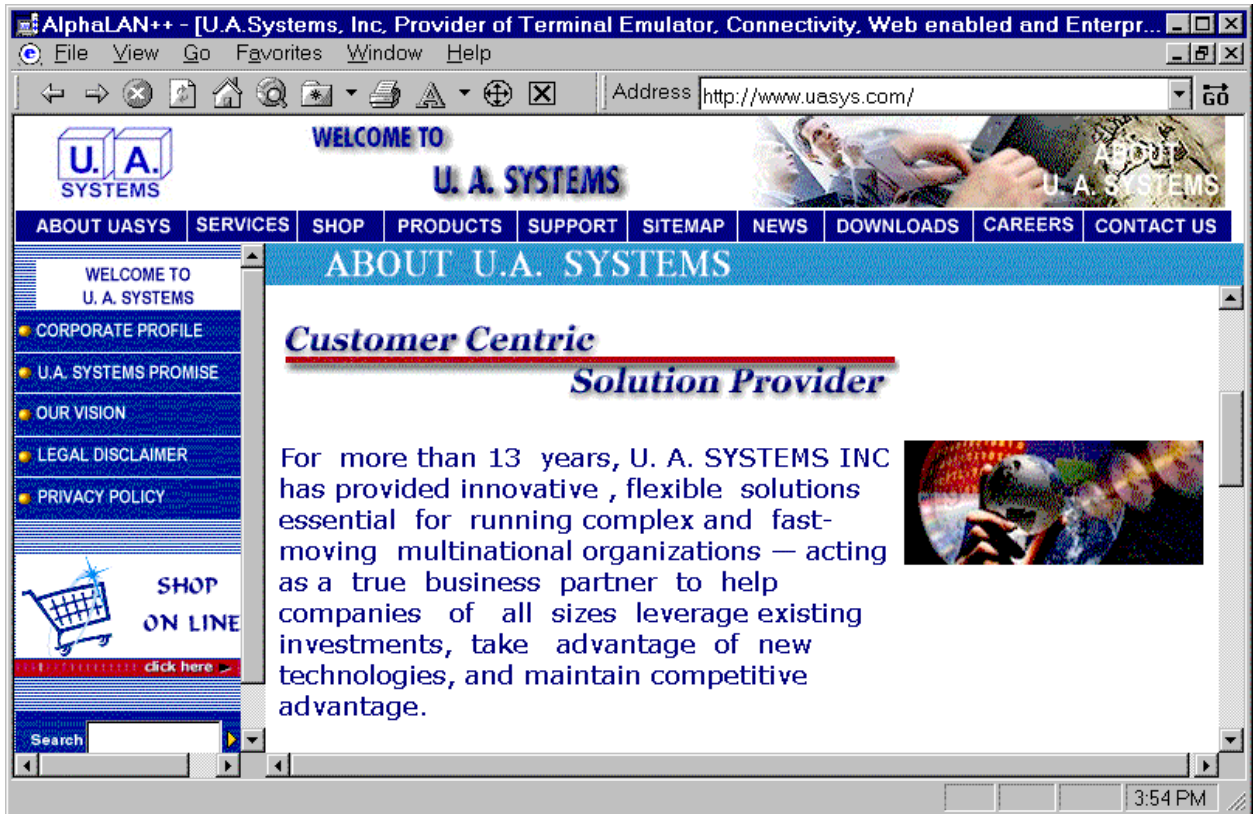 AlphaLAN++ - [U.A.Systems, Inc, Provider of Terminal Emulator, Connectivity, Web enabled and Enterpr...
File View Go Favorites Window Help
Address http://www.uasys.com/ GO
U. A. SYSTEMS
WELCOME TO
U. A. SYSTEMS
ABOUT
U. A. SYSTEMS
ABOUT UASYS SERVICES SHOP PRODUCTS SUPPORT SITEMAP NEWS DOWNLOADS CAREERS CONTACT US
WELCOME TO
U. A. SYSTEMS
CORPORATE PROFILE
U.A. SYSTEMS PROMISE
OUR VISION
LEGAL DISCLAIMER
PRIVACY POLICY
SHOP
ON LINE
click here
Search
ABOUT U.A. SYSTEMS
Customer Centric
Solution Provider
For more than 13 years, U. A. SYSTEMS INC
has provided innovative , flexible solutions
essential for running complex and fast-
moving multinational organizations — acting
as a true business partner to help
companies of all sizes leverage existing
investments, take advantage of new
technologies, and maintain competitive
advantage.
3:54 PM